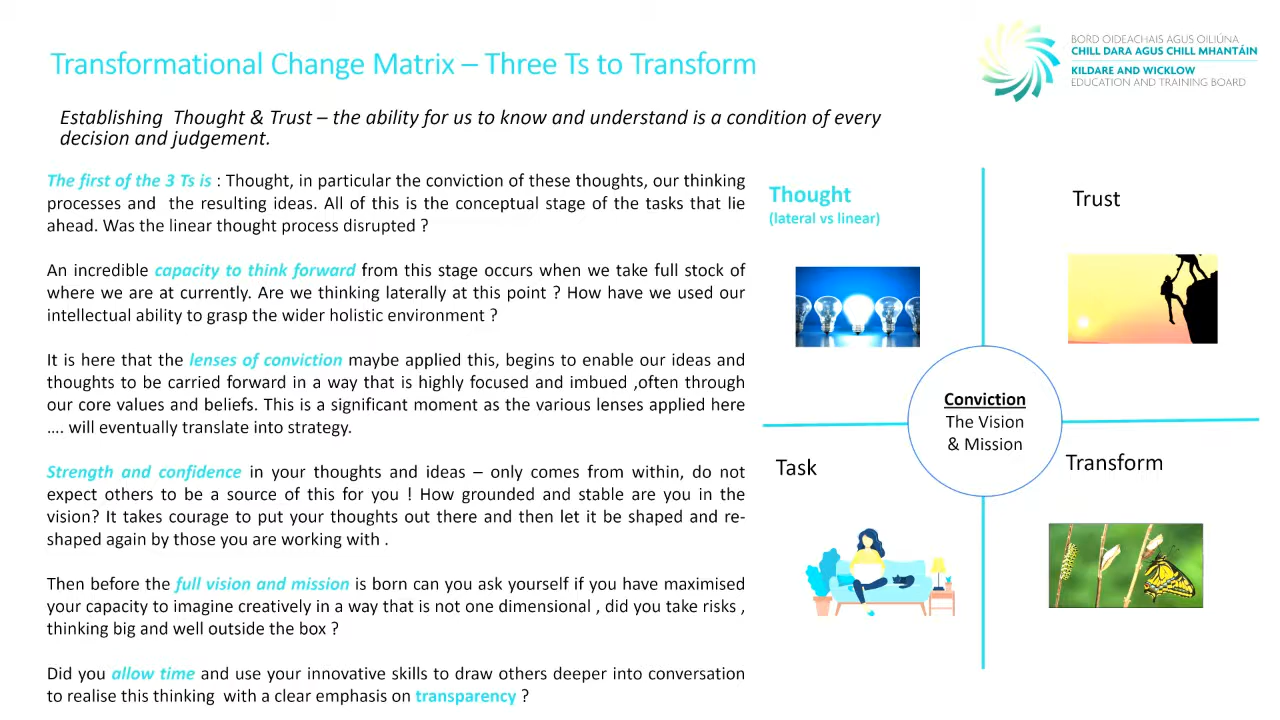 BORD OIDEACHAIS AGUS OILIÚNA
CHILL DARA AGUS CHILL MHANTÁIN
KILDARE AND WICKLOW
EDUCATION AND TRAINING BOARD
Transformational Change Matrix – Three Ts to Transform
Establishing Thought & Trust – the ability for us to know and understand is a condition of every
decision and judgement.
The first of the 3 Ts is : Thought, in particular the conviction of these thoughts, our thinking
processes and the resulting ideas. All of this is the conceptual stage of the tasks that lie
ahead. Was the linear thought process disrupted ?
An incredible capacity to think forward from this stage occurs when we take full stock of
where we are at currently. Are we thinking laterally at this point ? How have we used our
intellectual ability to grasp the wider holistic environment ?
It is here that the lenses of conviction maybe applied this, begins to enable our ideas and
thoughts to be carried forward in a way that is highly focused and imbued ,often through
our core values and beliefs. This is a significant moment as the various lenses applied here
…. will eventually translate into strategy.
Strength and confidence in your thoughts and ideas – only comes from within, do not
expect others to be a source of this for you ! How grounded and stable are you in the
vision? It takes courage to put your thoughts out there and then let it be shaped and re-
shaped again by those you are working with .
Then before the full vision and mission is born can you ask yourself if you have maximised
your capacity to imagine creatively in a way that is not one dimensional , did you take risks ,
thinking big and well outside the box ?
Did you allow time and use your innovative skills to draw others deeper into conversation
to realise this thinking with a clear emphasis on transparency ?
Thought
(lateral vs linear)
Trust
Conviction
The Vision
& Mission
Task
Transform